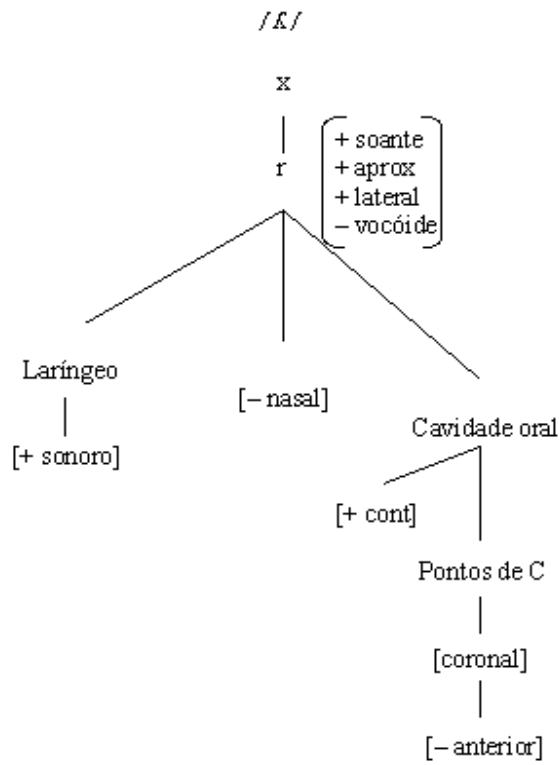 /ʎ/
x
r
+ soante
+ aprox
+ lateral
– vocóide
Laríngeo
[– nasal]
[+ sonoro]
Cavidade oral
[+ cont]
Pontos de C
[coronal]
[– anterior]